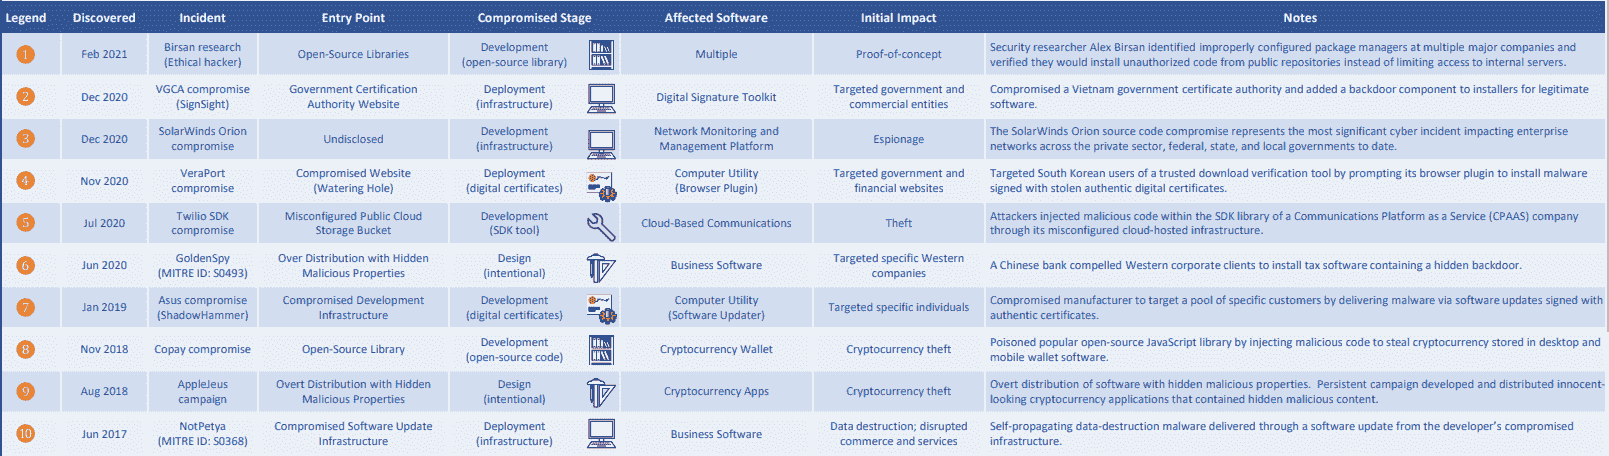 Legend Discovered Incident Entry Point Compromised Stage Affected Software Initial Impact Notes
1 Feb 2021 Birsan research Open-Source Libraries Development Multiple Proof-of-concept Security researcher Alex Birsan identified improperly configured package managers at multiple major companies and
(Ethical hacker) (open-source library) verified they would install unauthorized code from public repositories instead of limiting access to internal servers.
2 Dec 2020 VGCA compromise Government Certification Deployment Digital Signature Toolkit Targeted government and Compromised a Vietnam government certificate authority and added a backdoor component to installers for legitimate
(SignSight) Authority Website (infrastructure) commercial entities software.
3 Dec 2020 SolarWinds Orion Undisclosed Development Network Monitoring and Espionage The SolarWinds Orion source code compromise represents the most significant cyber incident impacting enterprise
compromise (infrastructure) Management Platform networks across the private sector, federal, state, and local governments to date.
4 Nov 2020 VeraPort Compromised Website Deployment Computer Utility Targeted government and Targeted South Korean users of a trusted download verification tool by prompting its browser plugin to install malware
compromise (Watering Hole) (digital certificates) (Browser Plugin) financial websites signed with stolen authentic digital certificates.
5 Jul 2020 Twilio SDK Misconfigured Public Cloud Development Cloud-Based Communications Theft Attackers injected malicious code within the SDK library of a Communications Platform as a Service (CPAAS) company
compromise Storage Bucket (SDK tool) through its misconfigured cloud-hosted infrastructure.
6 Jun 2020 GoldenSpy Over Distribution with Hidden Design Business Software Targeted specific Western A Chinese bank compelled Western corporate clients to install tax software containing a hidden backdoor.
(MITRE ID: S0493) Malicious Properties (intentional) companies
7 Jan 2019 Asus compromise Compromised Development Development Computer Utility Targeted specific individuals Compromised manufacturer to target a pool of specific customers by delivering malware via software updates signed with
(ShadowHammer) Infrastructure (digital certificates) (Software Updater) authentic certificates.
8 Nov 2018 Copay compromise Open-Source Library Development Cryptocurrency Wallet Cryptocurrency theft Poisoned popular open-source JavaScript library by injecting malicious code to steal cryptocurrency stored in desktop and
(open-source code) mobile wallet software.
9 Aug 2018 AppleJeus Overt Distribution with Hidden Design Cryptocurrency Apps Cryptocurrency theft Overt distribution of software with hidden malicious properties. Persistent campaign developed and distributed innocent-
campaign Malicious Properties (intentional) looking cryptocurrency applications that contained hidden malicious content.
10 Jun 2017 NotPetya Compromised Software Update Deployment Business Software Data destruction; disrupted Self-propagating data-destruction malware delivered through a software update from the developer's compromised
(MITRE ID: S0368) Infrastructure (infrastructure) commerce and services infrastructure.